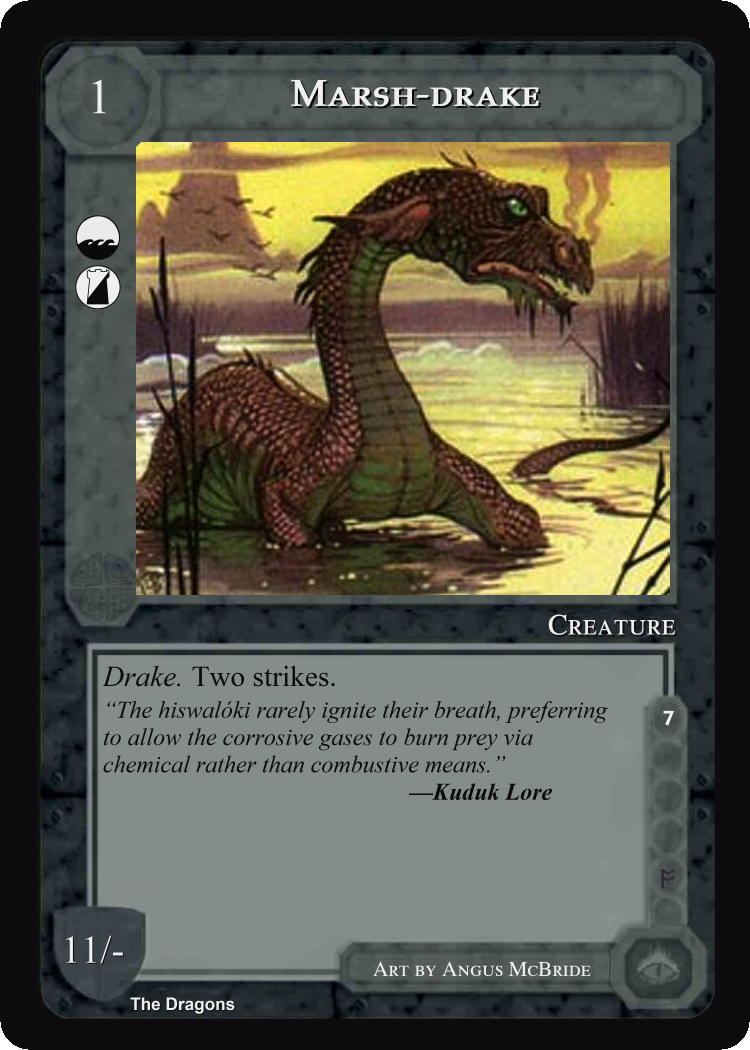 1
Marsh-drake
Creature
Drake. Two strikes.
“The hiswalóki rarely ignite their breath, preferring
to allow the corrosive gases to burn prey via
chemical rather than combustive means.”
—Kuduk Lore
7
11/-
Art by Angus McBride
The Dragons